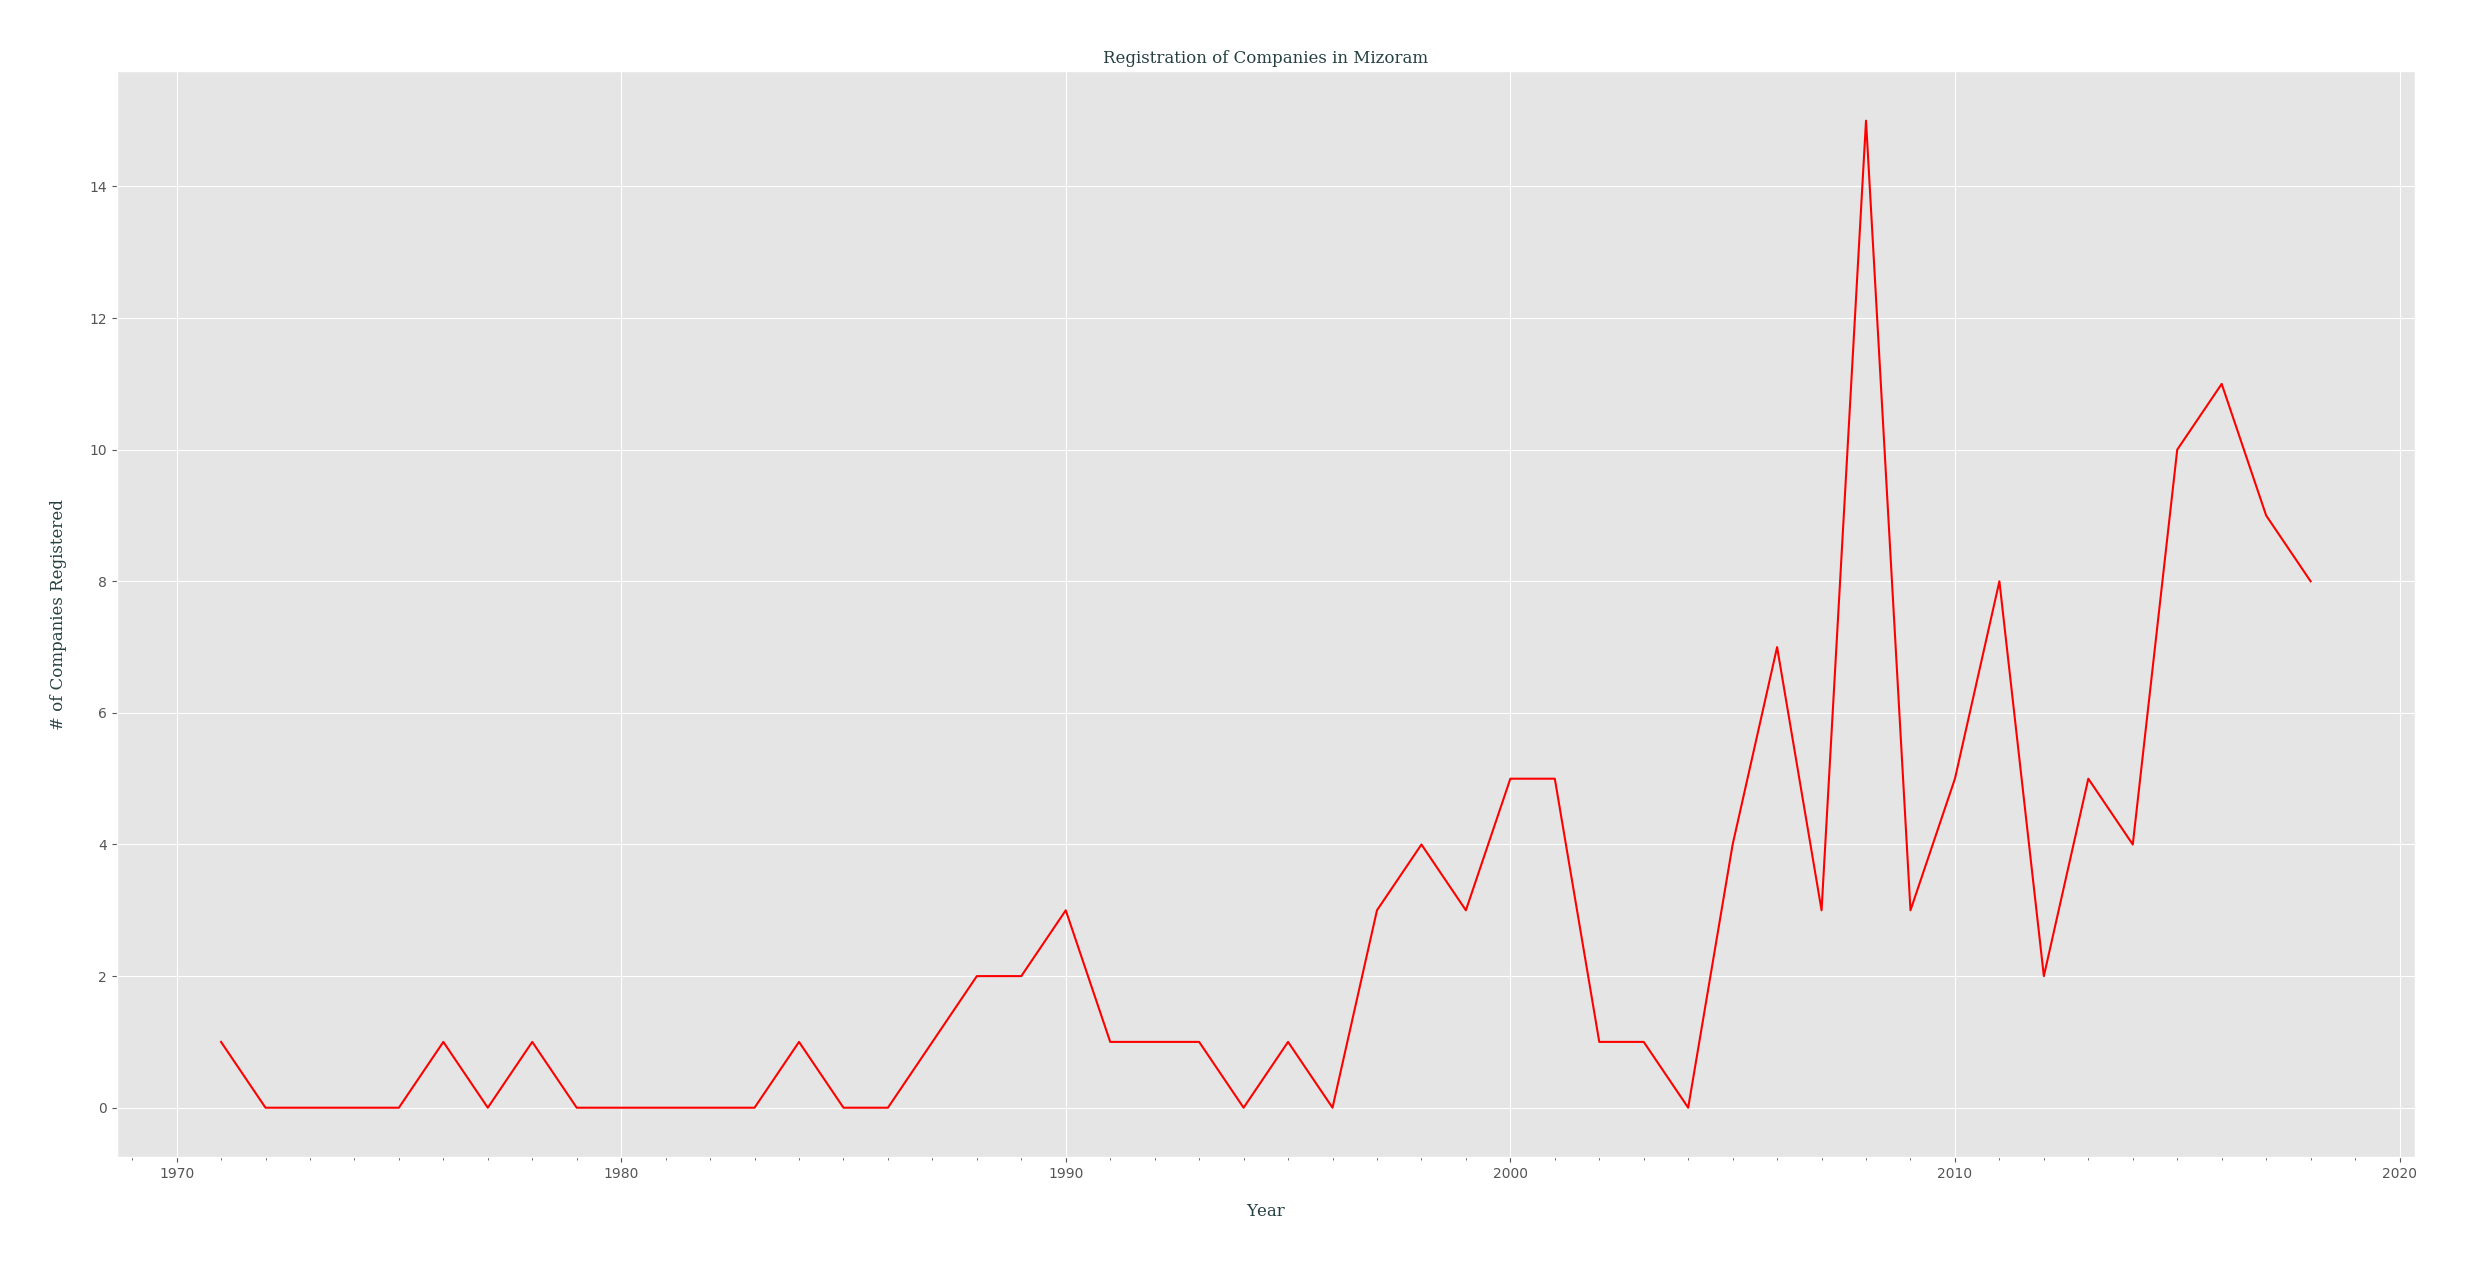 Registration of Companies in Mizoram
14
12
10
8
6
4
2
0
# of Companies Registered
1970 1980 1990 2000 2010 2020
Year